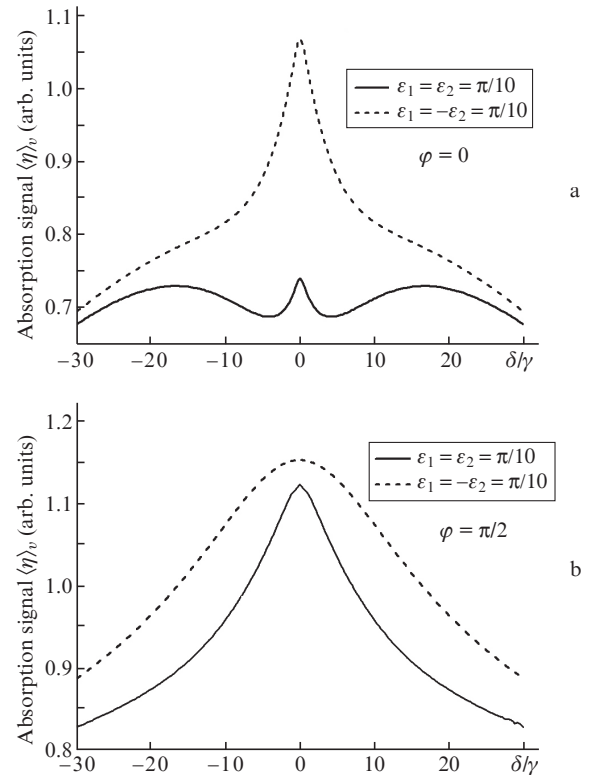 1.1
1.0
0.9
0.8
0.7
Absorption signal ⟨η⟩v (arb. units)
ε1 = ε2 = π/10
ε1 = −ε2 = π/10
φ = 0
a
−30 −20 −10 0 10 20 δ/γ
1.2
1.1
1.0
0.9
0.8
Absorption signal ⟨η⟩v (arb. units)
ε1 = ε2 = π/10
ε1 = −ε2 = π/10
φ = π/2
b
−30 −20 −10 0 10 20 δ/γ